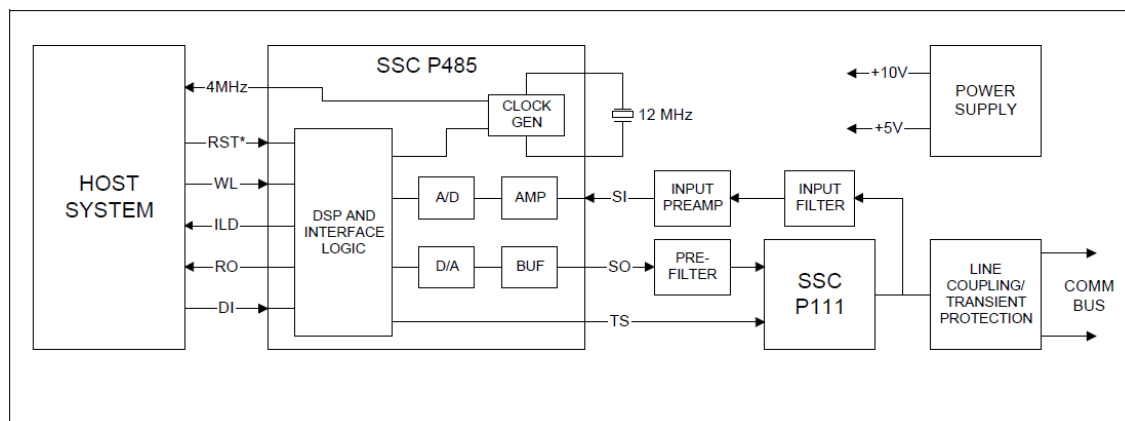 SSC P485
4MHz
CLOCK
GEN
12 MHz
+10V
+5V
POWER
SUPPLY
HOST
SYSTEM
RST*
WL
ILD
RO
DI
DSP AND
INTERFACE
LOGIC
A/D
AMP
SI
INPUT
PREAMP
INPUT
FILTER
D/A
BUF
SO
PRE-
FILTER
TS
SSC
P111
LINE
COUPLING/
TRANSIENT
PROTECTION
COMM
BUS